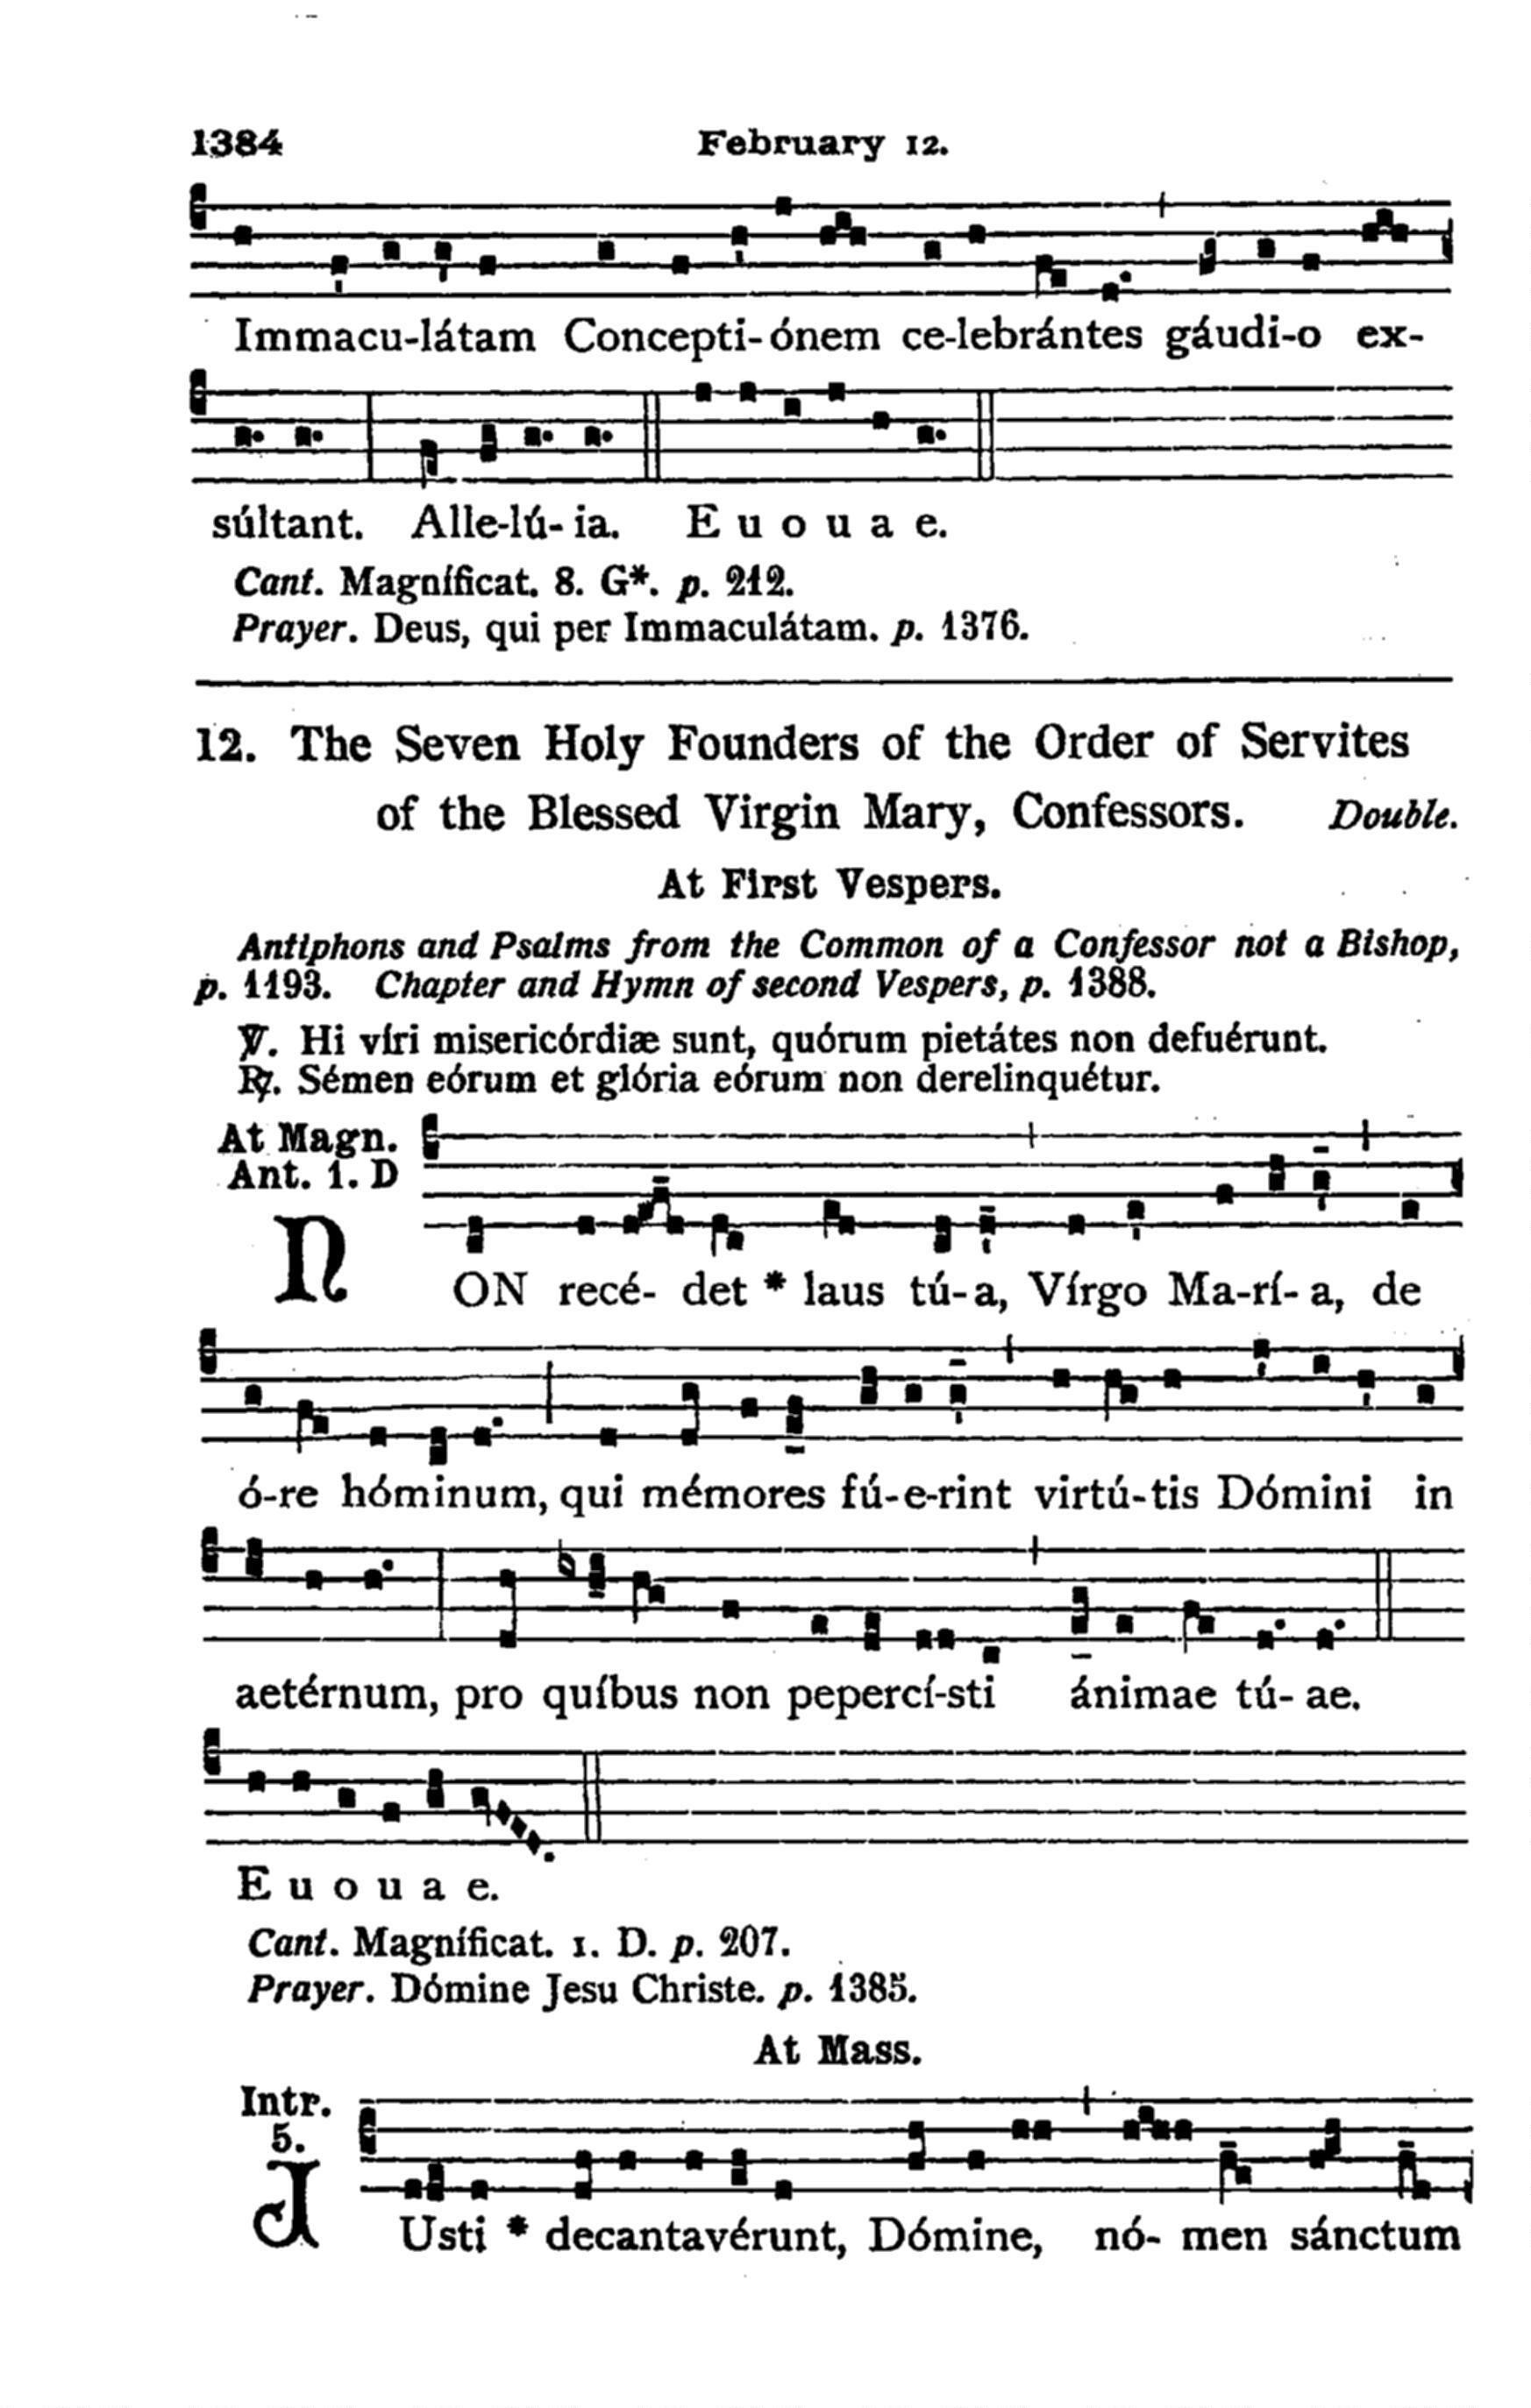 1384 February 12.
Immacu-látam Concepti-ónem ce-lebrántes gáudi-o ex-
súltant. Alle-lú-ia. E u o u a e.
Cant. Magníficat. 8. G*. p. 212.
Prayer. Deus, qui per Immaculátam. p. 1376.
12. The Seven Holy Founders of the Order of Servites
of the Blessed Virgin Mary, Confessors. Double.
At First Vespers.
Antiphons and Psalms from the Common of a Confessor not a Bishop,
p. 1193. Chapter and Hymn of second Vespers, p. 1388.
℣. Hi víri misericórdiæ sunt, quórum pietátes non defuérunt.
℟. Sémen eórum et glória eórum non derelinquétur.
At Magn.
Ant. 1. D
NON recé- det * laus tú-a, Vírgo Ma-rí- a, de
ó-re hóminum, qui mémores fú-e-rint virtú-tis Dómini in
aetérnum, pro quíbus non pepercí-sti ánimae tú- ae.
E u o u a e.
Cant. Magníficat. 1. D. p. 207.
Prayer. Dómine Jesu Christe. p. 1385.
At Mass.
Intr.
5.
JUsti * decantavérunt, Dómine, nó- men sánctum